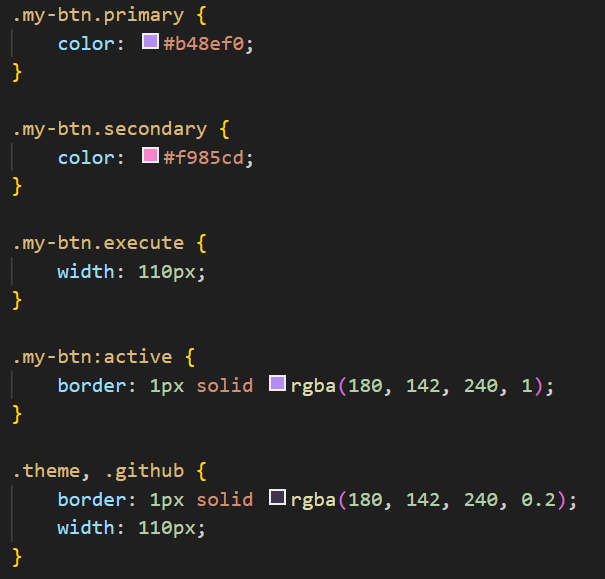 .my-btn.primary {
    color: #b48ef0;
}

.my-btn.secondary {
    color: #f985cd;
}

.my-btn.execute {
    width: 110px;
}

.my-btn:active {
    border: 1px solid rgba(180, 142, 240, 1);
}

.theme, .github {
    border: 1px solid rgba(180, 142, 240, 0.2);
    width: 110px;
}